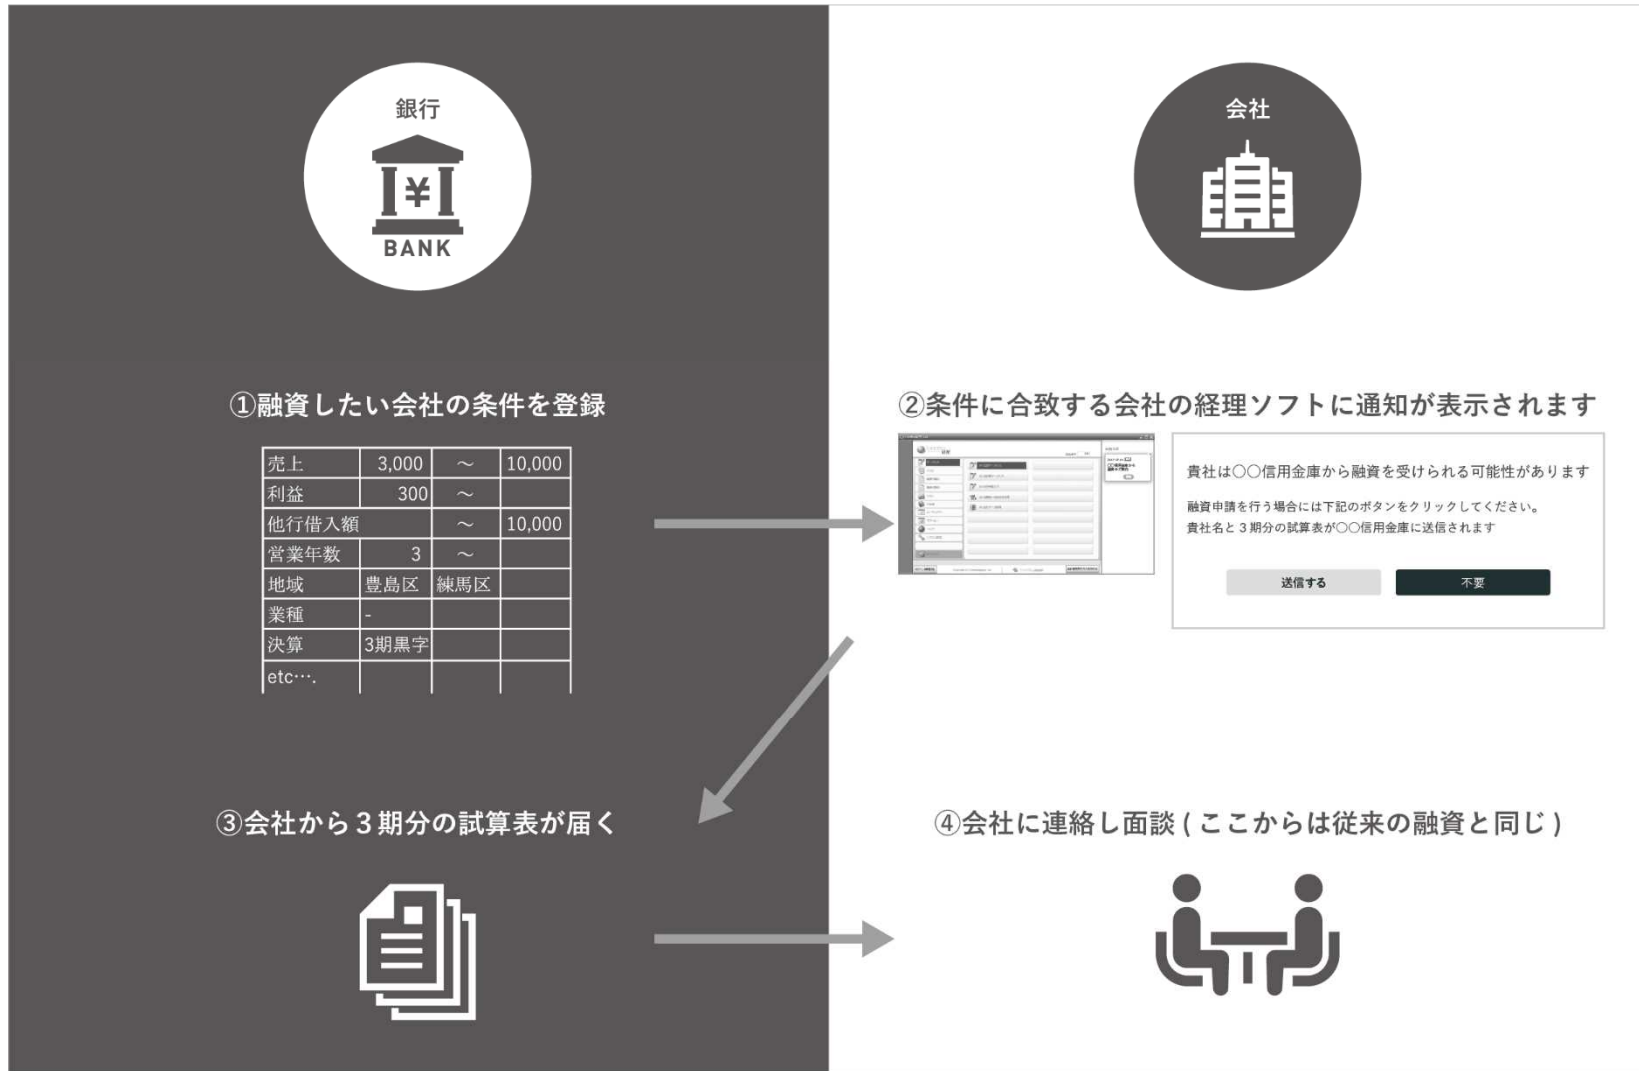 銀行
BANK
会社
①融資したい会社の条件を登録
売上 3,000 ～ 10,000
利益 300 ～
他行借入額 ～ 10,000
営業年数 3 ～
地域 豊島区 練馬区
業種 -
決算 3期黒字
etc….
②条件に合致する会社の経理ソフトに通知が表示されます
貴社は〇〇信用金庫から融資を受けられる可能性があります
融資申請を行う場合には下記のボタンをクリックしてください。
貴社名と３期分の試算表が〇〇信用金庫に送信されます
送信する 不要
③会社から３期分の試算表が届く
④会社に連絡し面談 ( ここからは従来の融資と同じ )